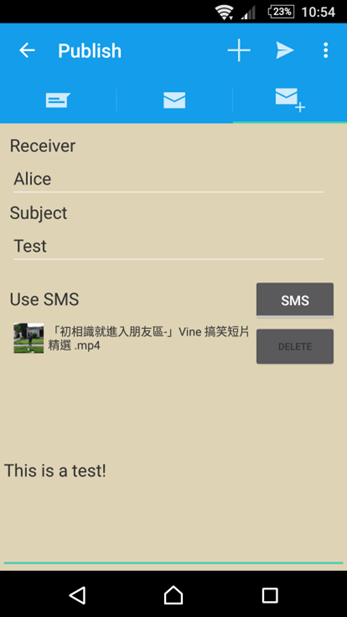 23% 10:54
Publish
Receiver
Alice
Subject
Test
Use SMS
SMS
「初相識就進入朋友區-」Vine 搞笑短片
精選 .mp4
DELETE
This is a test!